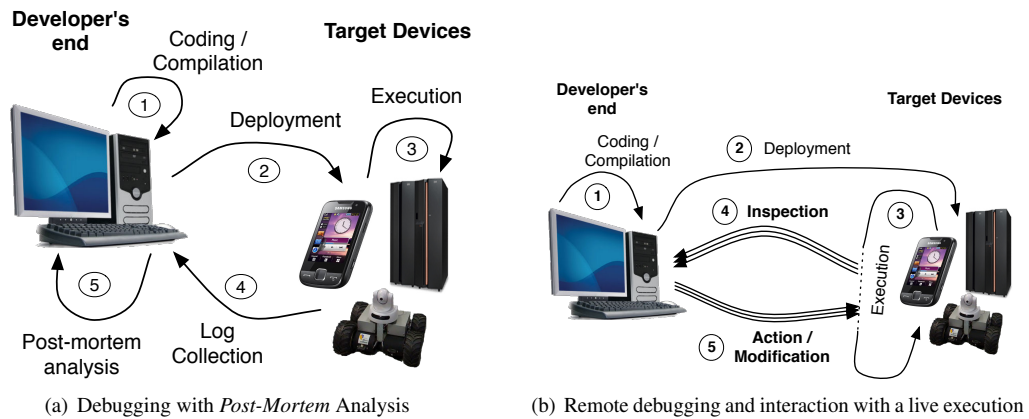 Developer's
end
Target Devices
Coding /
Compilation
1
Execution
Deployment
3
2
5
4
Post-mortem
analysis
Log
Collection
(a) Debugging with Post-Mortem Analysis
Developer's
end
Target Devices
Coding /
Compilation
2 Deployment
1
4 Inspection
3
Execution
5 Action /
Modification
(b) Remote debugging and interaction with a live execution